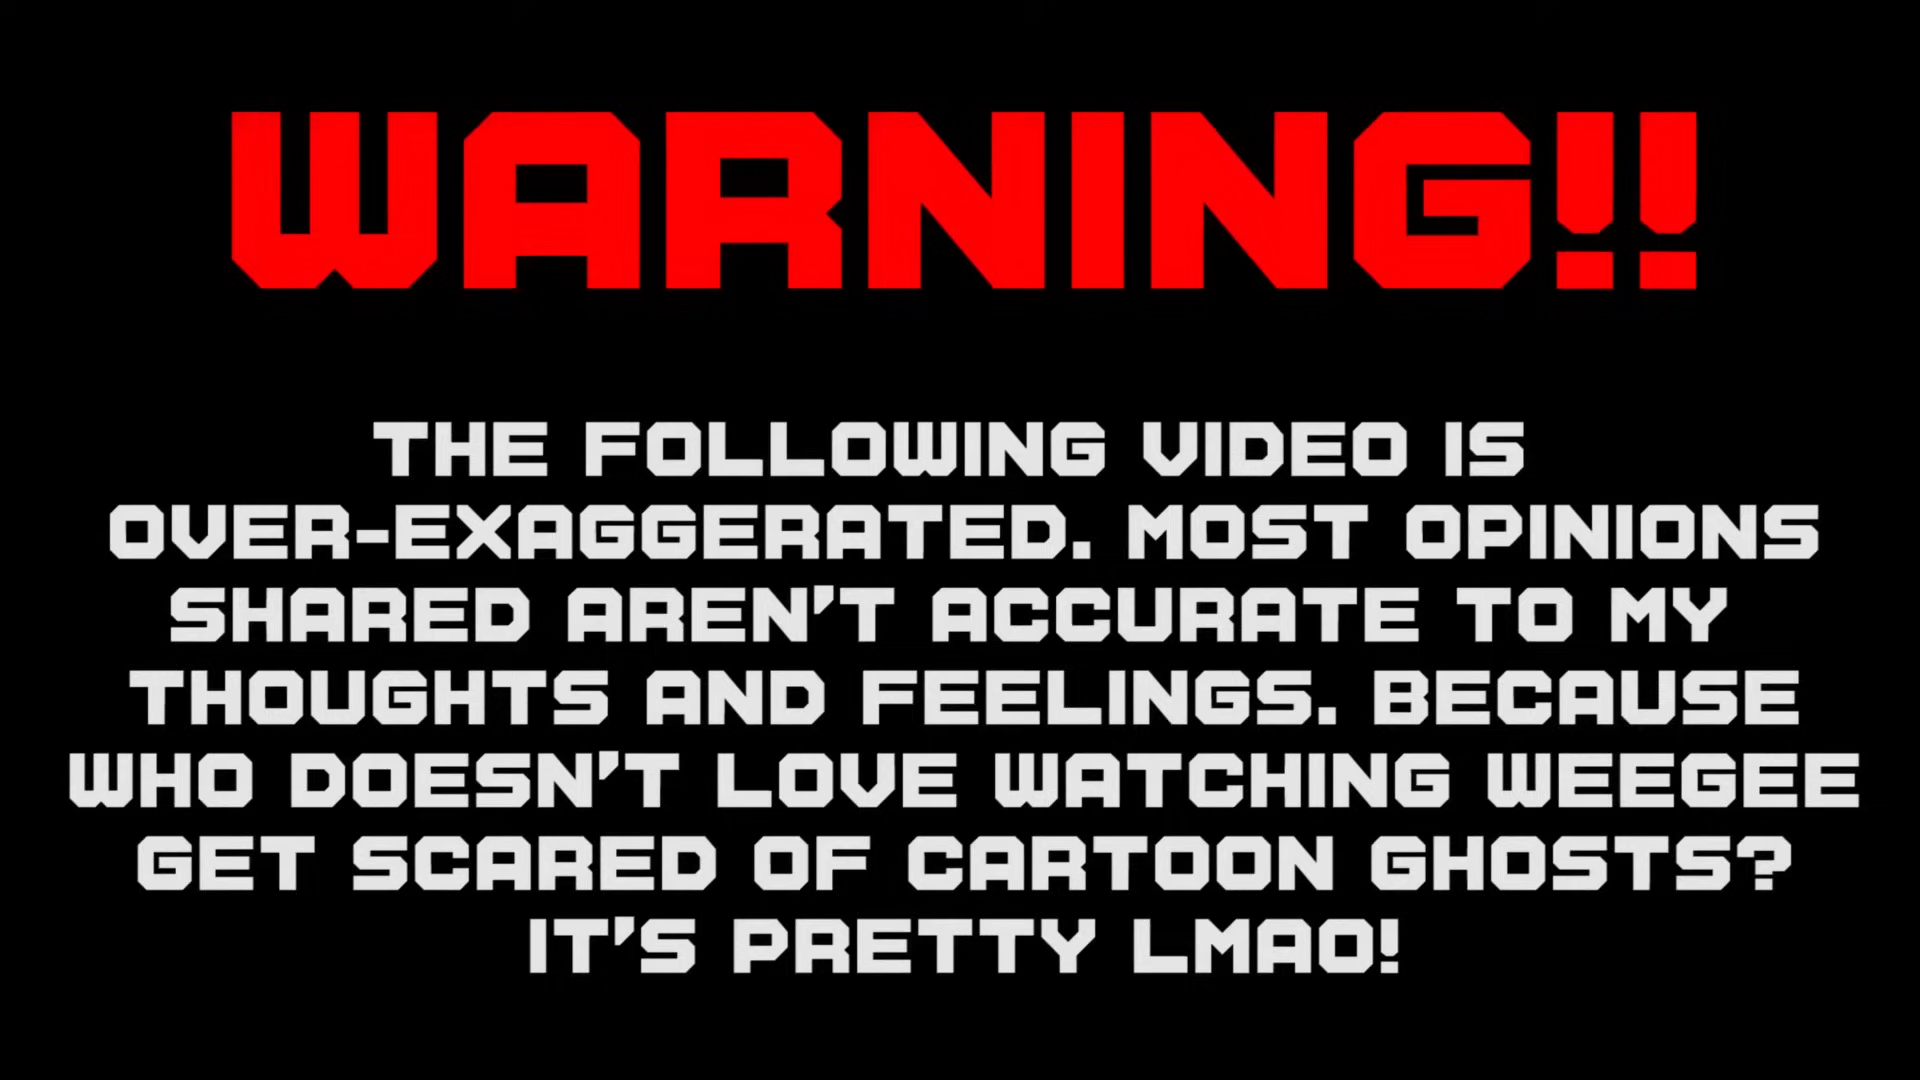 WARNING!!
THE FOLLOWING VIDEO IS
OVER-EXAGGERATED. MOST OPINIONS
SHARED AREN'T ACCURATE TO MY
THOUGHTS AND FEELINGS. BECAUSE
WHO DOESN'T LOVE WATCHING WEEGEE
GET SCARED OF CARTOON GHOSTS?
IT'S PRETTY LMAO!